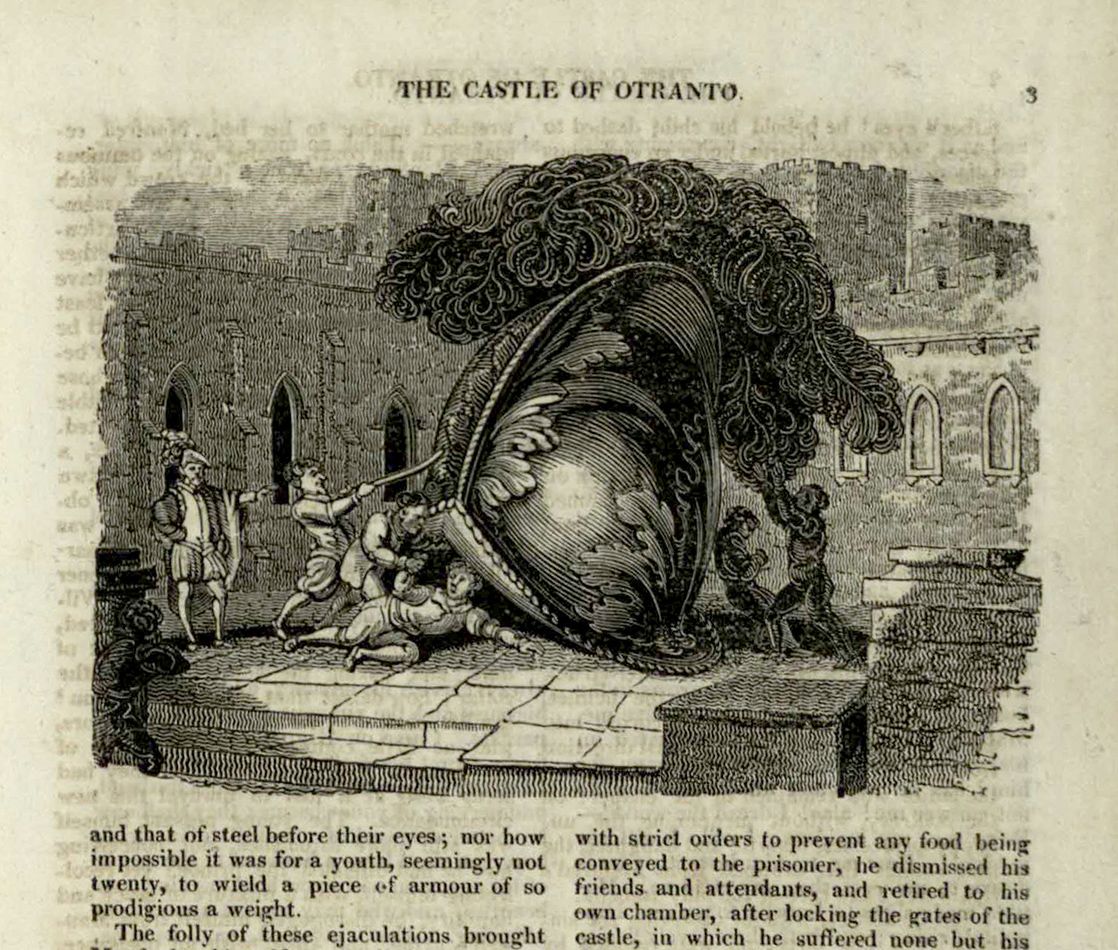 THE CASTLE OF OTRANTO.
3
and that of steel before their eyes; nor how
impossible it was for a youth, seemingly not
twenty, to wield a piece of armour of so
prodigious a weight.
The folly of these ejaculations brought
with strict orders to prevent any food being
conveyed to the prisoner, he dismissed his
friends and attendants, and retired to his
own chamber, after locking the gates of the
castle, in which he suffered none but his